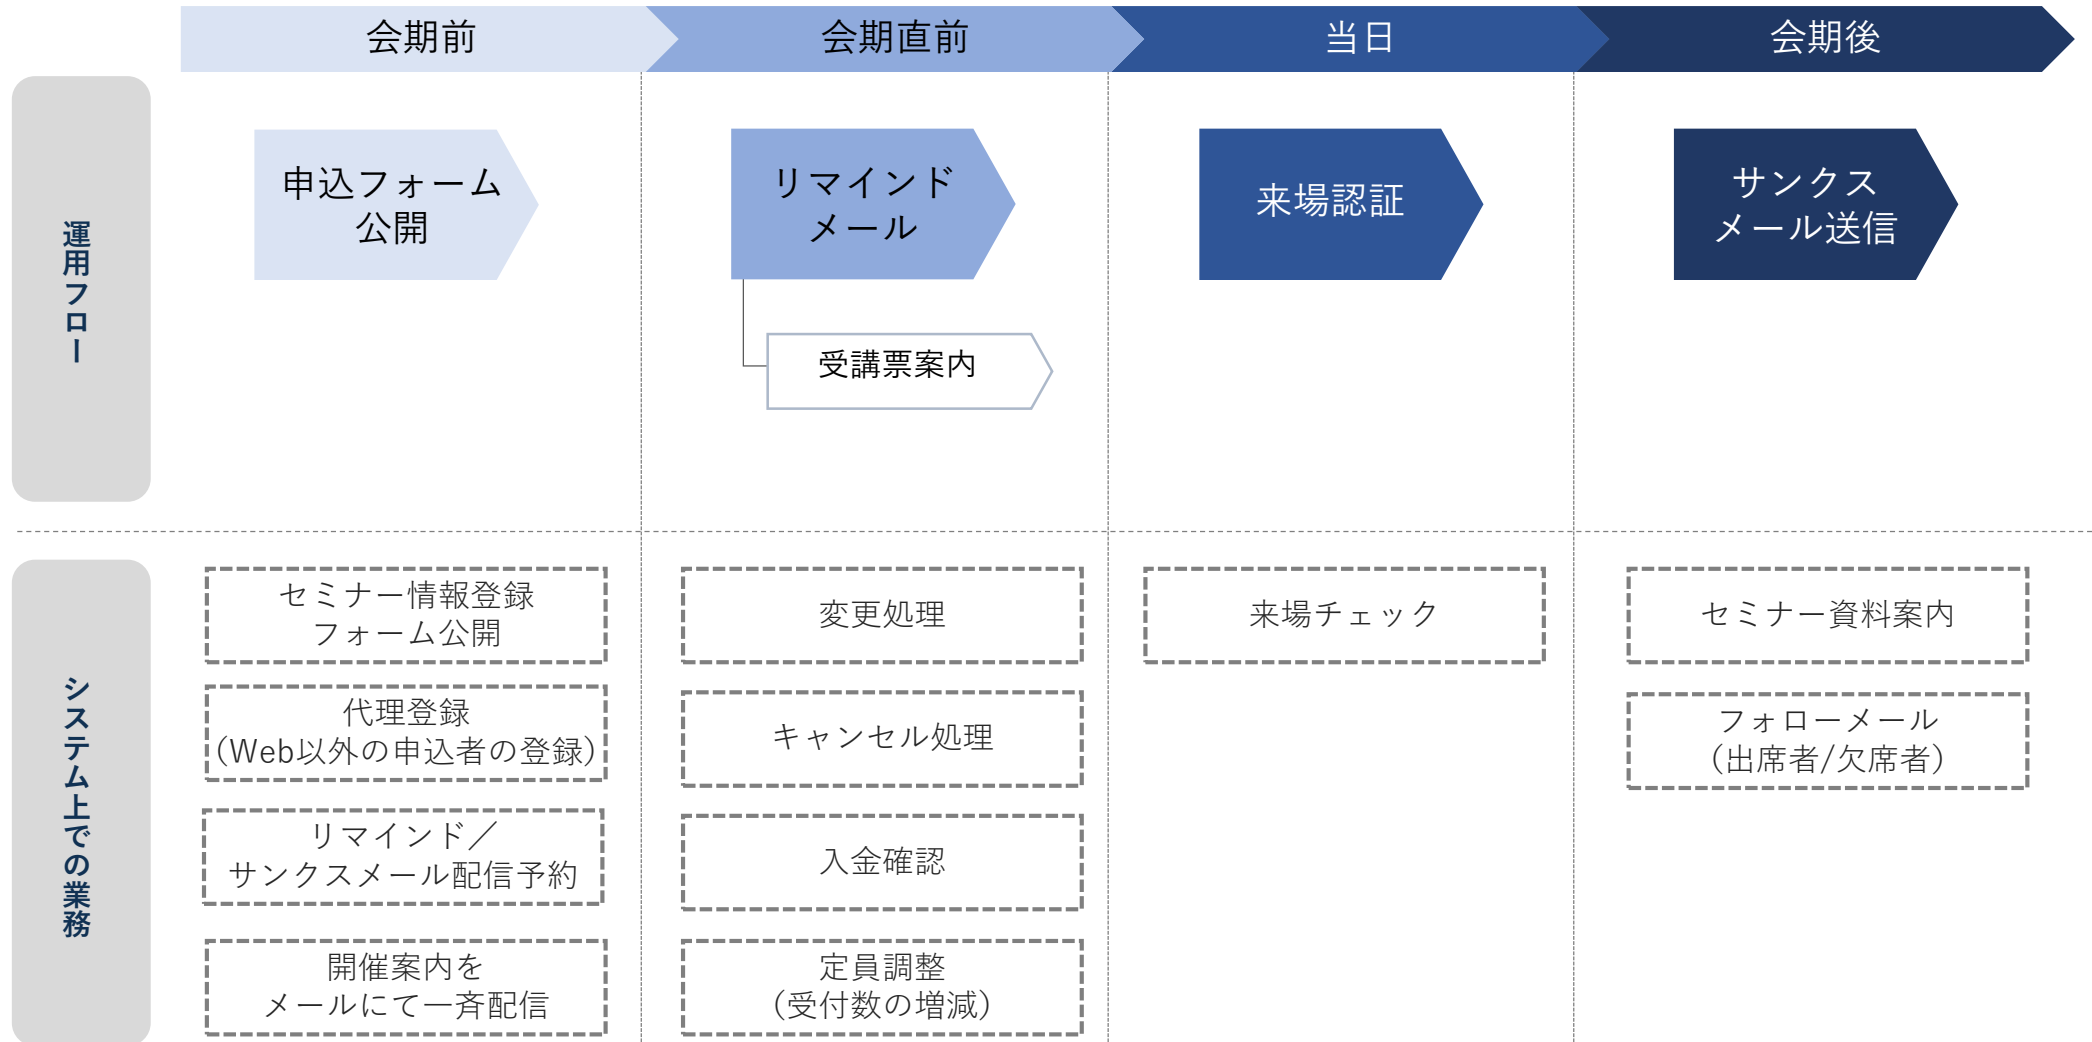 会期前
会期直前
当日
会期後
運用フロー
申込フォーム
公開
リマインド
メール
受講票案内
来場認証
サンクス
メール送信
システム上での業務
セミナー情報登録
フォーム公開
代理登録
（Web以外の申込者の登録）
リマインド／
サンクスメール配信予約
開催案内を
メールにて一斉配信
変更処理
キャンセル処理
入金確認
定員調整
（受付数の増減）
来場チェック
セミナー資料案内
フォローメール
（出席者/欠席者）